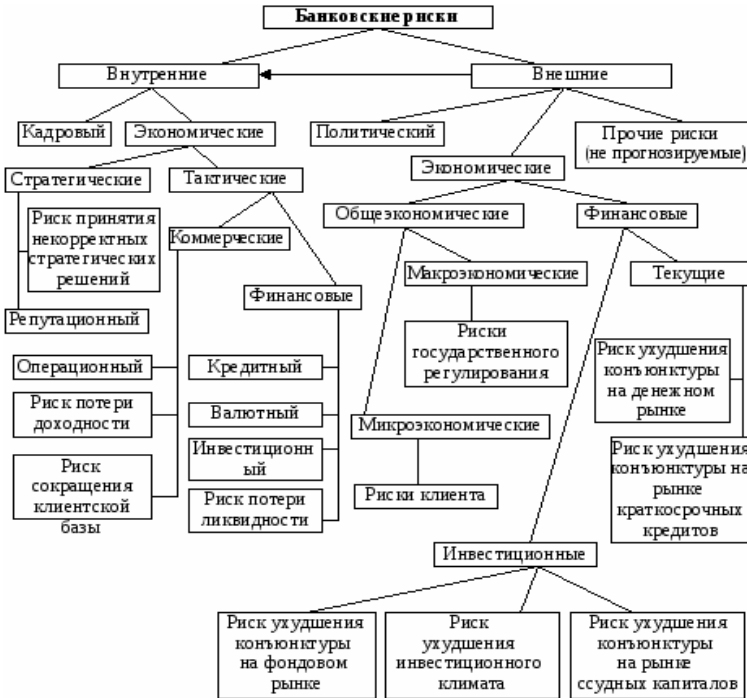 Банковские риски
Внутренние
Внешние
Кадровый
Экономические
Политический
Прочие риски
(не прогнозируемые)
Экономические
Стратегические
Тактические
Риск принятия
некорректных
стратегических
решений
Коммерческие
Общеэкономические
Финансовые
Макроэкономические
Текущие
Финансовые
Репутационный
Риски
государственного
регулирования
Риск ухудшения
конъюнктуры
на денежном
рынке
Операционный
Кредитный
Риск потери
доходности
Валютный
Микроэкономические
Инвестиционн
ый
Риск ухудшения
конъюнктуры на
рынке
краткосрочных
кредитов
Риск
сокращения
клиентской
базы
Риск потери
ликвидности
Риски клиента
Инвестиционные
Риск ухудшения
конъюнктуры
на фондовом
рынке
Риск
ухудшения
инвестиционного
климата
Риск ухудшения
конъюнктуры
на рынке
ссудных капиталов